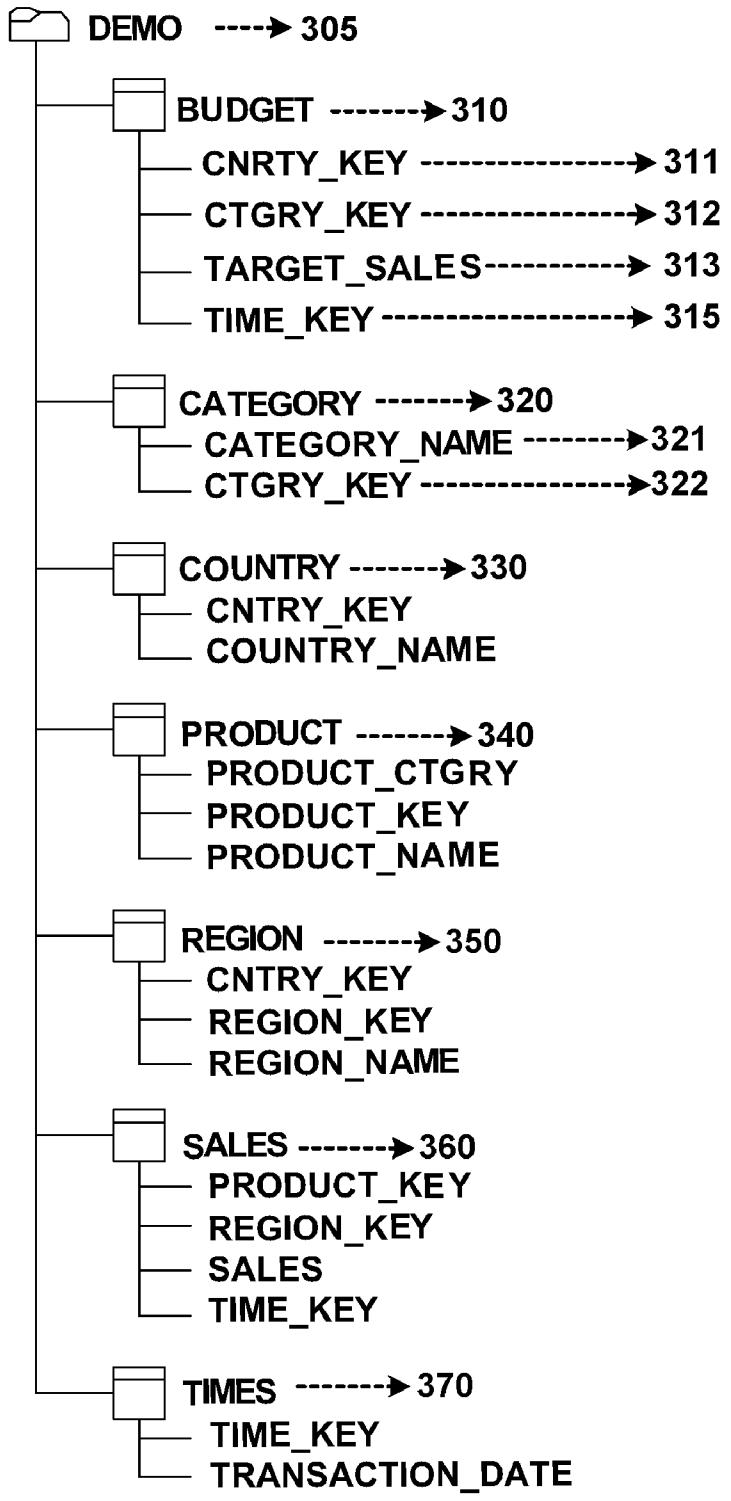 DEMO 305
BUDGET 310
CNRTY_KEY 311
CTGRY_KEY 312
TARGET_SALES 313
TIME_KEY 315
CATEGORY 320
CATEGORY_NAME 321
CTGRY_KEY 322
COUNTRY 330
CNTRY_KEY
COUNTRY_NAME
PRODUCT 340
PRODUCT_CTGRY
PRODUCT_KEY
PRODUCT_NAME
REGION 350
CNTRY_KEY
REGION_KEY
REGION_NAME
SALES 360
PRODUCT_KEY
REGION_KEY
SALES
TIME_KEY
TIMES 370
TIME_KEY
TRANSACTION_DATE